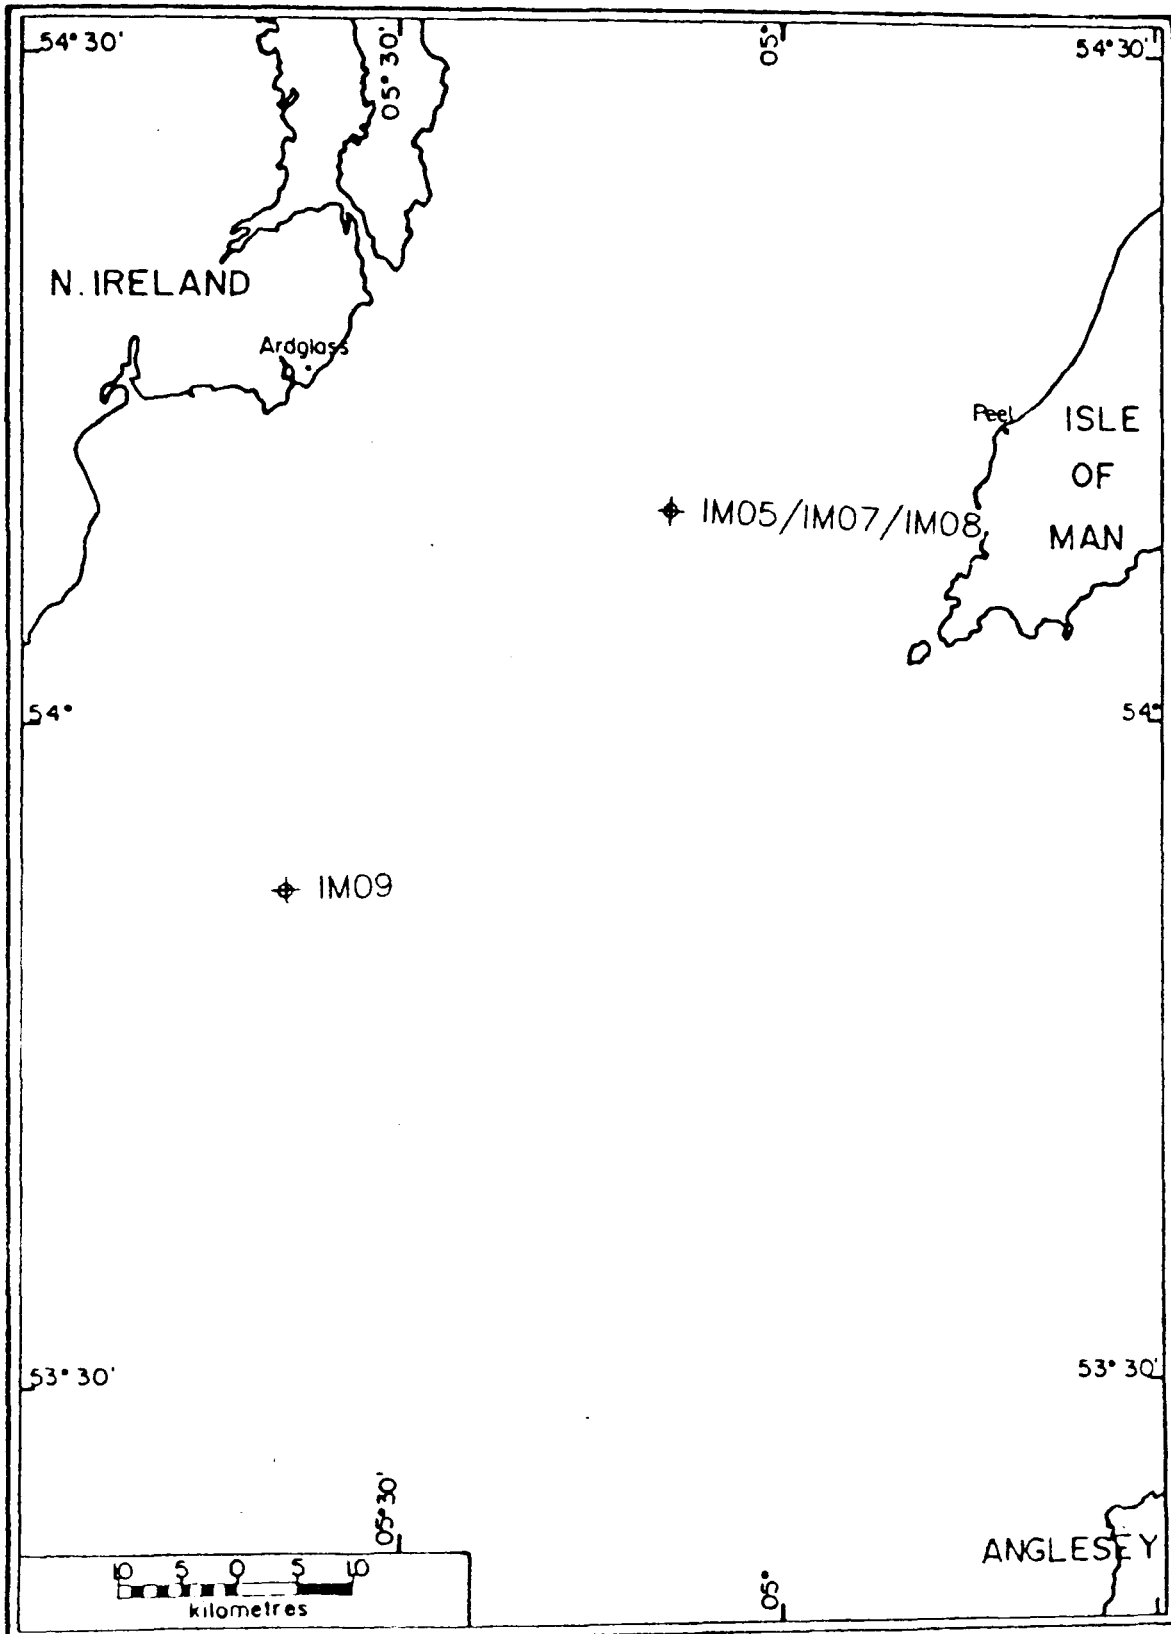 54° 30'
05° 30'
05°
54° 30'
N. IRELAND
Ardglass
Peel
ISLE
OF
MAN
IM05/IM07/IM08
54°
54°
IM09
53° 30'
53° 30'
05° 30'
05°
ANGLESEY
10 5 0 5 10
kilometres